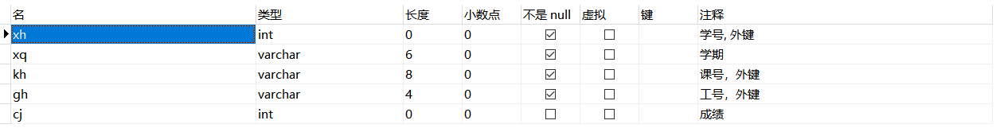 名 类型 长度 小数点 不是 null 虚拟 键 注释
xh int 0 0 学号, 外键
xq varchar 6 0 学期
kh varchar 8 0 课号，外键
gh varchar 4 0 工号，外键
cj int 0 0 成绩